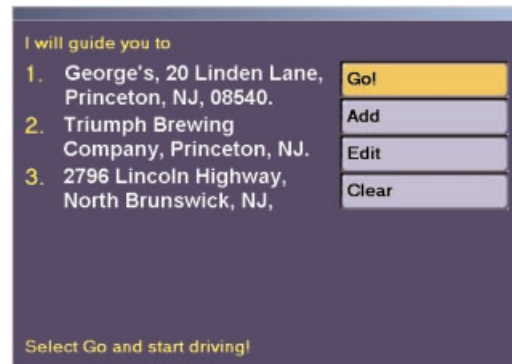 I will guide you to
1. George's, 20 Linden Lane,
Princeton, NJ, 08540.
2. Triumph Brewing
Company, Princeton, NJ.
3. 2796 Lincoln Highway,
North Brunswick, NJ,
Go!
Add
Edit
Clear
Select Go and start driving!